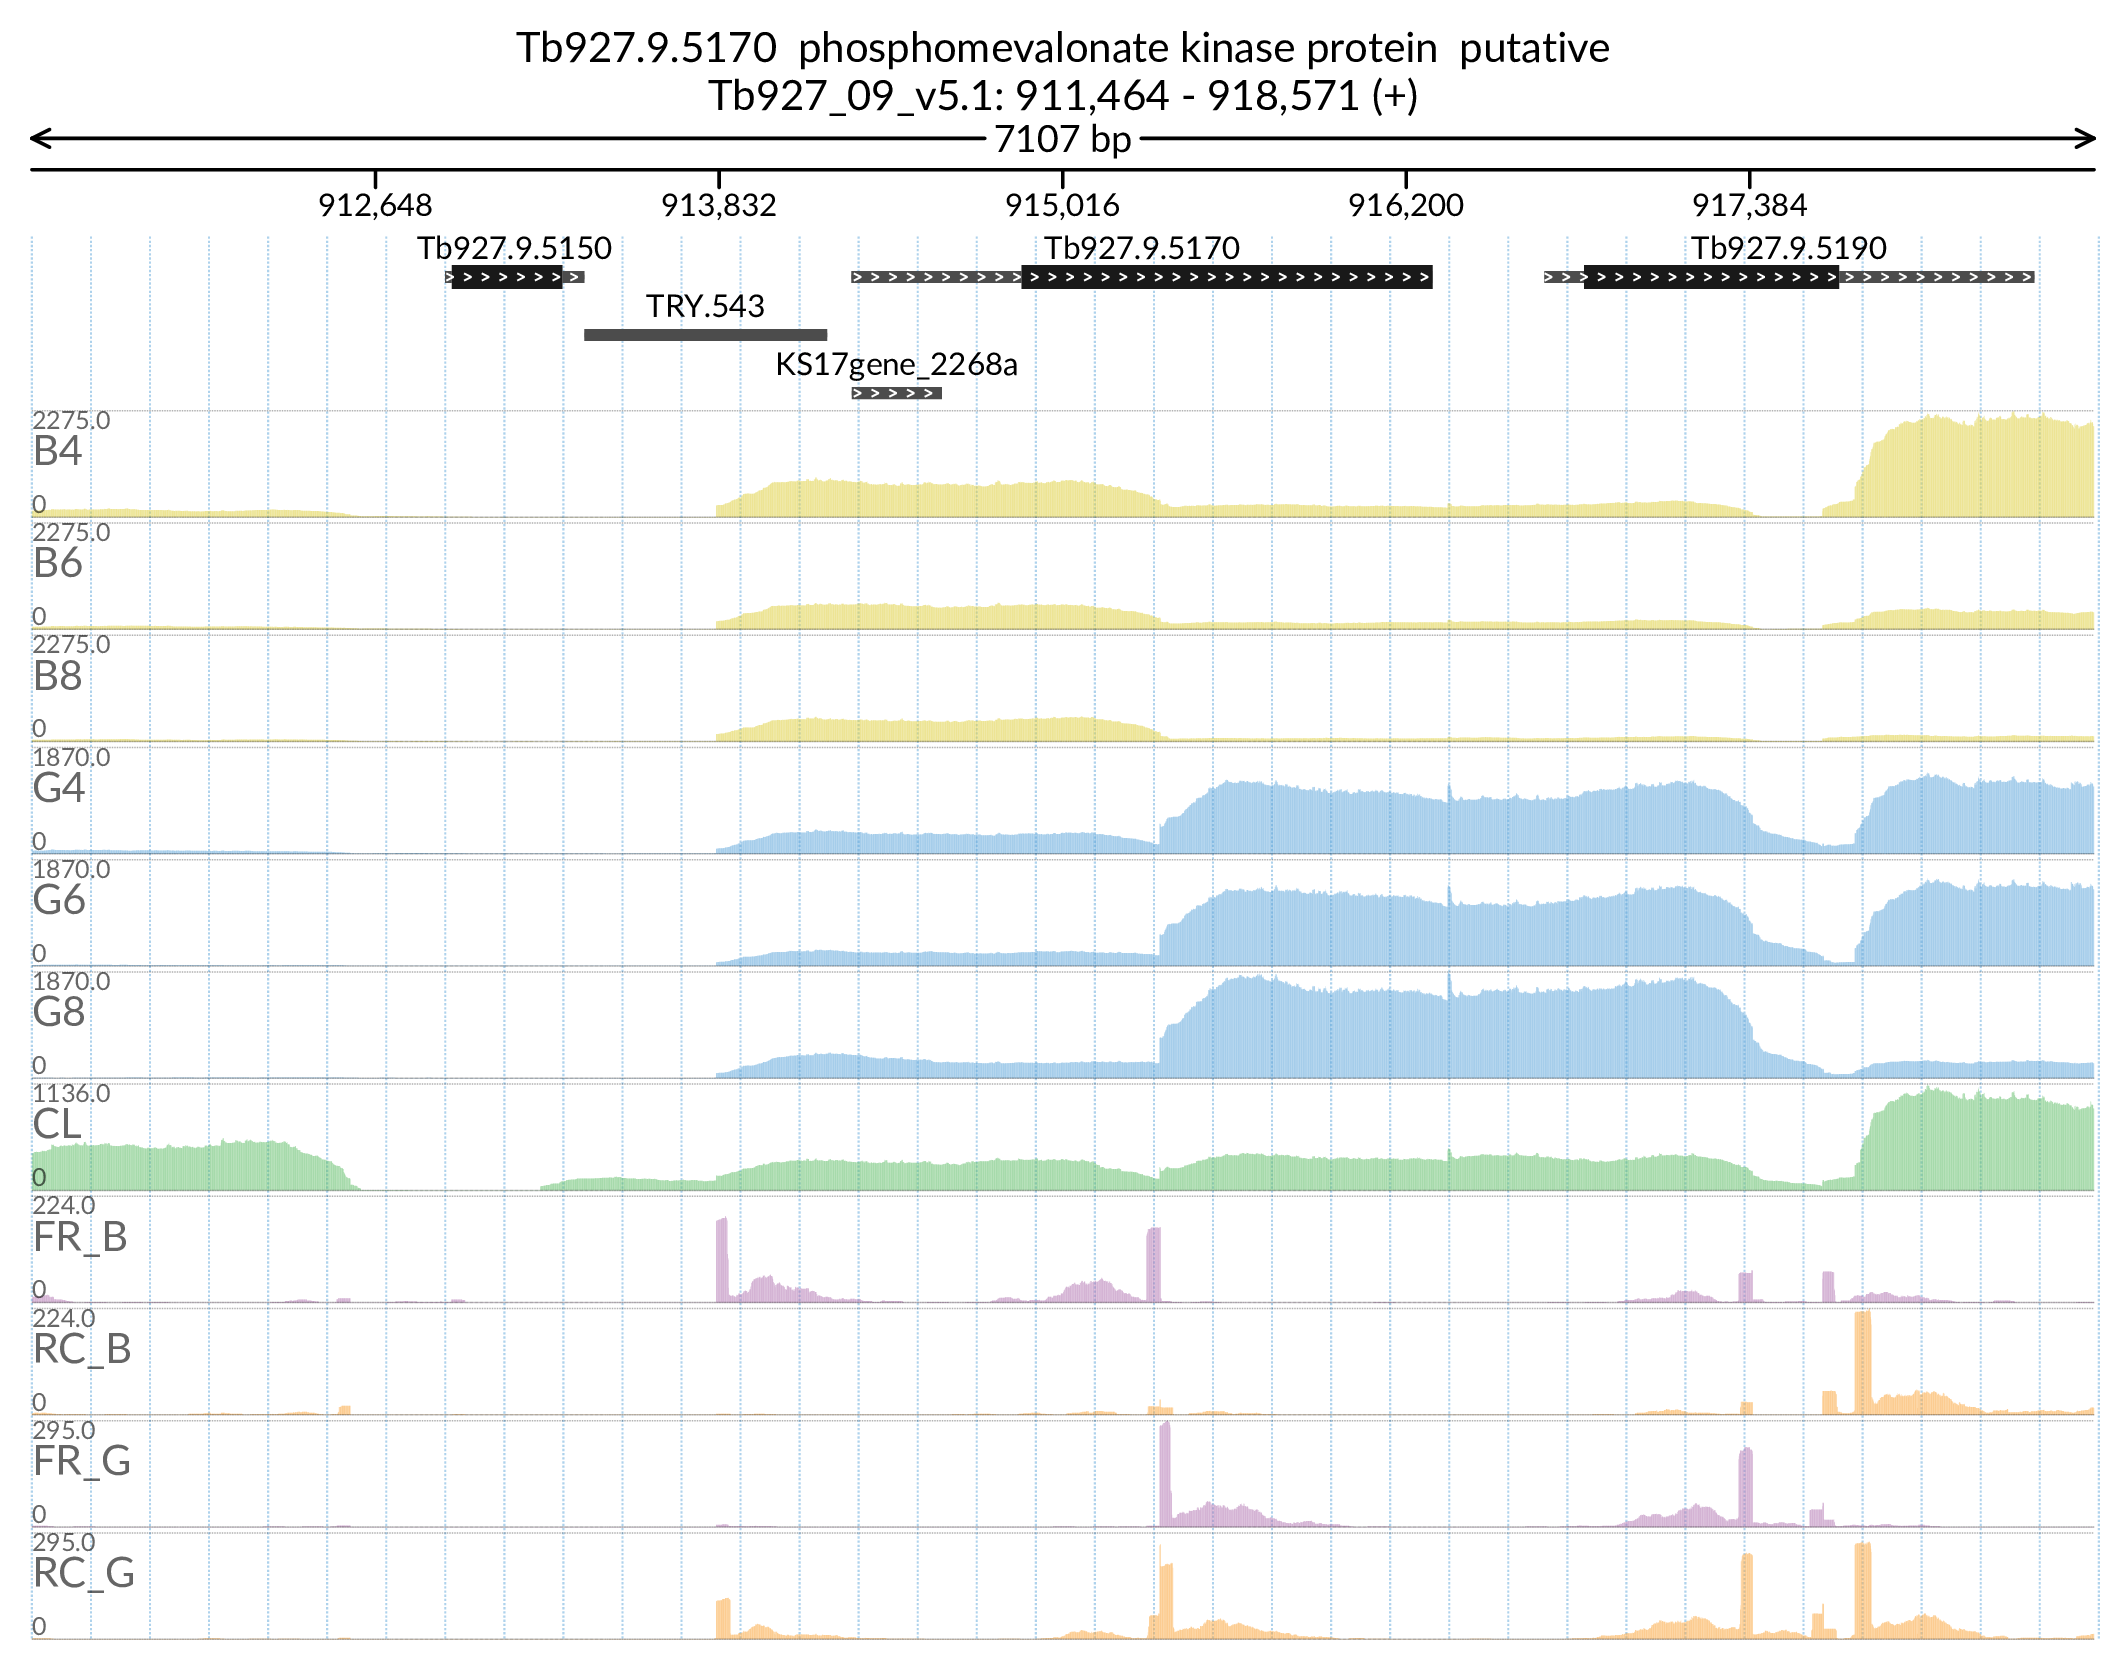 Tb927.9.5170  phosphomevalonate kinase protein  putative
Tb927_09_v5.1: 911,464 - 918,571 (+)
7107 bp
912,648 913,832 915,016 916,200 917,384
Tb927.9.5150 Tb927.9.5170 Tb927.9.5190
TRY.543
KS17gene_2268a
2275.0
B4
0
2275.0
B6
0
2275.0
B8
0
1870.0
G4
0
1870.0
G6
0
1870.0
G8
0
1136.0
CL
0
224.0
FR_B
0
224.0
RC_B
0
295.0
FR_G
0
295.0
RC_G
0